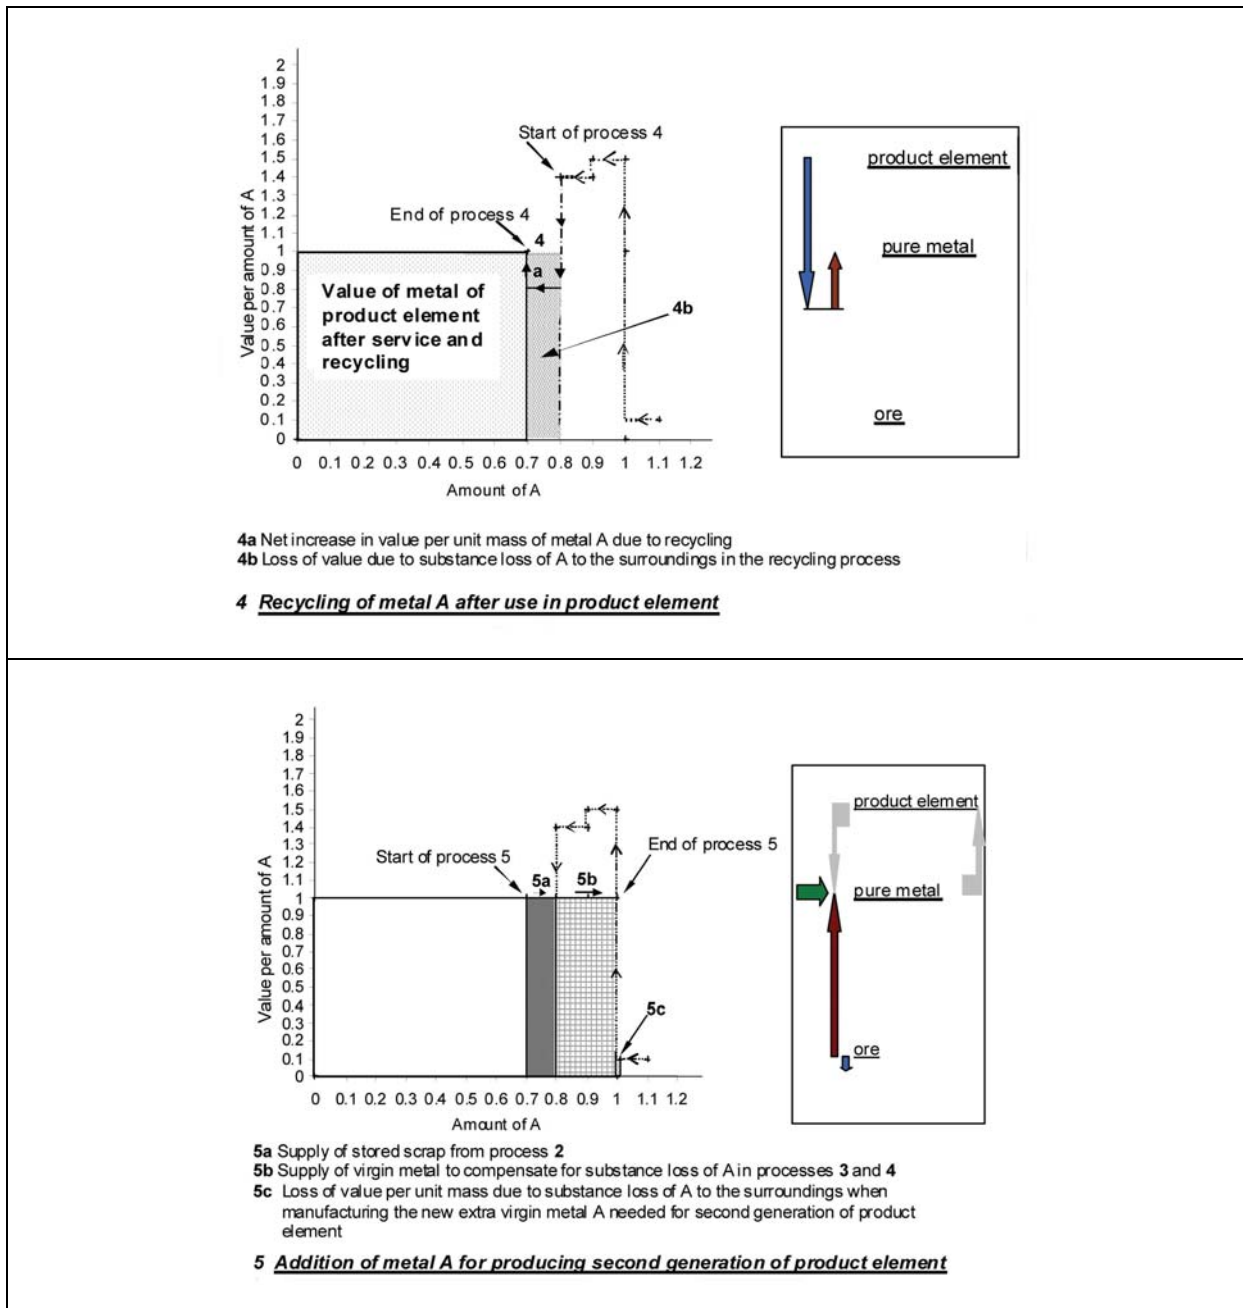 2
1.9
1.8
1.7
1.6
1.5
1.4
1.3
1.2
1.1
1
0.9
0.8
0.7
0.6
0.5
0.4
0.3
0.2
0.1
0
Value per amount of A
Start of process 4
End of process 4
4
a
Value of metal of
product element
after service and
recycling
4b
0 0.1 0.2 0.3 0.4 0.5 0.6 0.7 0.8 0.9 1 1.1 1.2
Amount of A
product element
pure metal
ore
4a Net increase in value per unit mass of metal A due to recycling
4b Loss of value due to substance loss of A to the surroundings in the recycling process
4 Recycling of metal A after use in product element
2
1.9
1.8
1.7
1.6
1.5
1.4
1.3
1.2
1.1
1
0.9
0.8
0.7
0.6
0.5
0.4
0.3
0.2
0.1
0
Value per amount of A
Start of process 5
5a
5b
End of process 5
5c
0 0.1 0.2 0.3 0.4 0.5 0.6 0.7 0.8 0.9 1 1.1 1.2
Amount of A
product element
pure metal
ore
5a Supply of stored scrap from process 2
5b Supply of virgin metal to compensate for substance loss of A in processes 3 and 4
5c Loss of value per unit mass due to substance loss of A to the surroundings when
manufacturing the new extra virgin metal A needed for second generation of product
element
5 Addition of metal A for producing second generation of product element